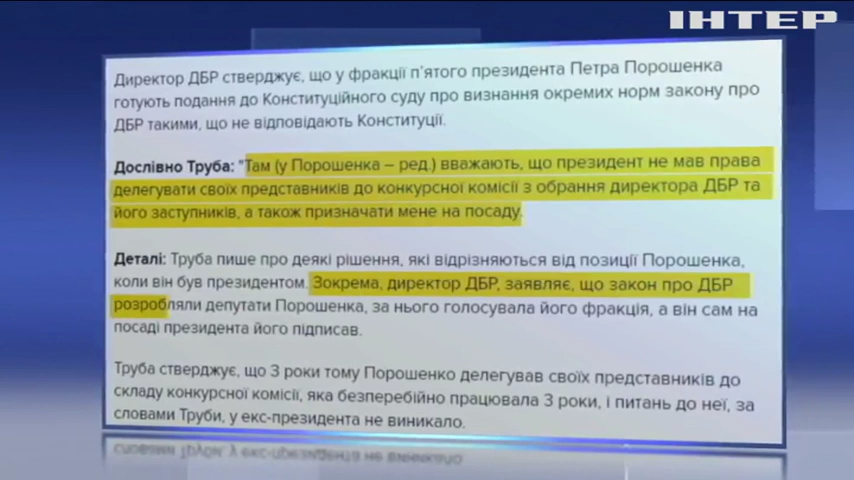 ІНТЕР
Директор ДБР стверджує, що у фракції п'ятого президента Петра Порошенка
готують подання до Конституційного суду про визнання окремих норм закону про
ДБР такими, що не відповідають Конституції.
Дослівно Труба: "Там (у Порошенка – ред.) вважають, що президент не мав права
делегувати своїх представників до конкурсної комісії з обрання директора ДБР та
його заступників, а також призначати мене на посаду.
Деталі: Труба пише про деякі рішення, які відрізняються від позиції Порошенка,
коли він був президентом. Зокрема, директор ДБР, заявляє, що закон про ДБР
розробляли депутати Порошенка, за нього голосувала його фракція, а він сам на
посаді президента його підписав.
Труба стверджує, що 3 роки тому Порошенко делегував своїх представників до
складу конкурсної комісії, яка безперебійно працювала 3 роки, і питань до неї, за
словами Труби, у екс-президента не виникало.